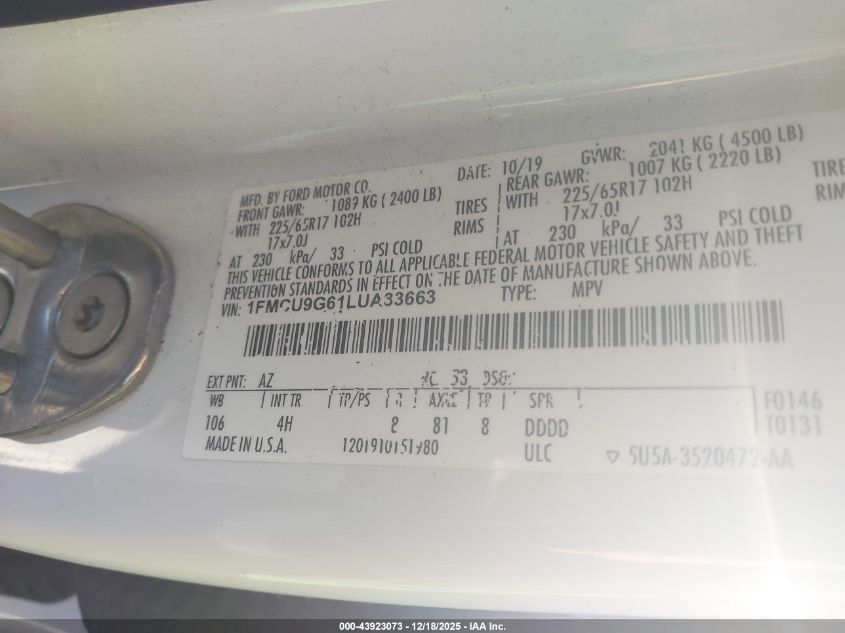 MFD. BY FORD MOTOR CO.
DATE: 10/19 GVWR: 2041 KG ( 4500 LB)
FRONT GAWR: 1089 KG ( 2400 LB)
REAR GAWR: 1007 KG ( 2220 LB)
WITH 225/65R17 102H TIRES
WITH 225/65R17 102H TIRE
17x7.0J RIMS
17x7.0J RIM
AT 230 kPa/ 33 PSI COLD
AT 230 kPa/ 33 PSI COLD
THIS VEHICLE CONFORMS TO ALL APPLICABLE FEDERAL MOTOR VEHICLE SAFETY AND THEFT
PREVENTION STANDARDS IN EFFECT ON THE DATE OF MANUFACTURE SHOWN ABOVE.
VIN: 1FMCU9G61LUA33663 TYPE: MPV
EXT PNT: AZ RC: 53 DSO:
WB INT TR TP/PS R AXLE TR SPR F0146
106 4H 8 81 8 DDDD T0131
MADE IN U.S.A. ULC 5U5A-3520472-AA
000-43923073 - 12/18/2025 - IAA Inc.